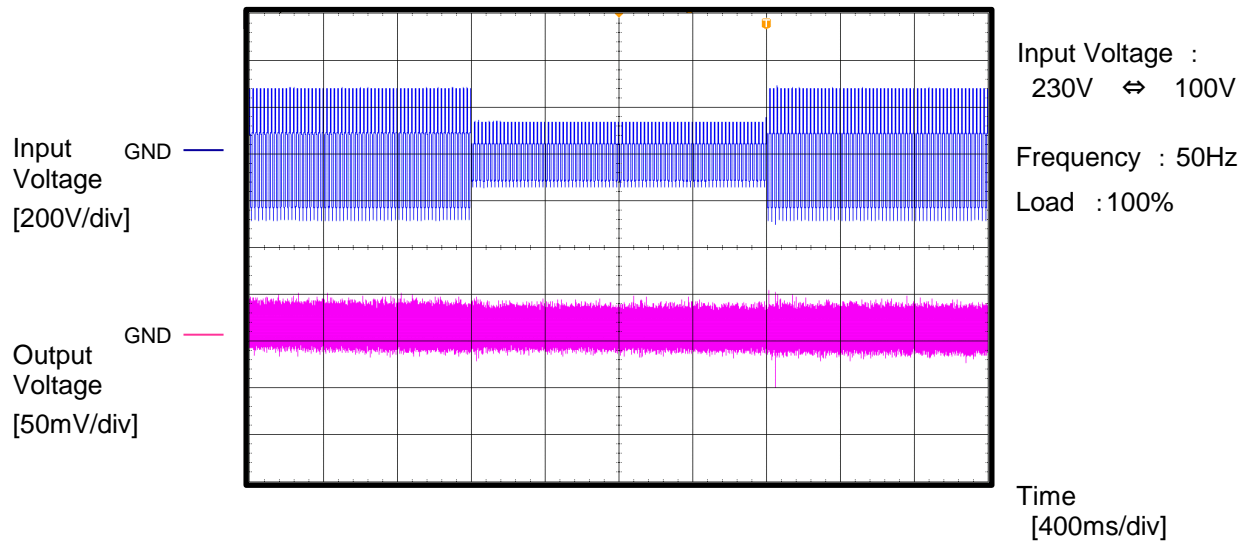 Input
Voltage
[200V/div]
GND
Output
Voltage
[50mV/div]
GND
T
Input Voltage :
230V ⇔ 100V
Frequency : 50Hz
Load : 100%
Time
[400ms/div]